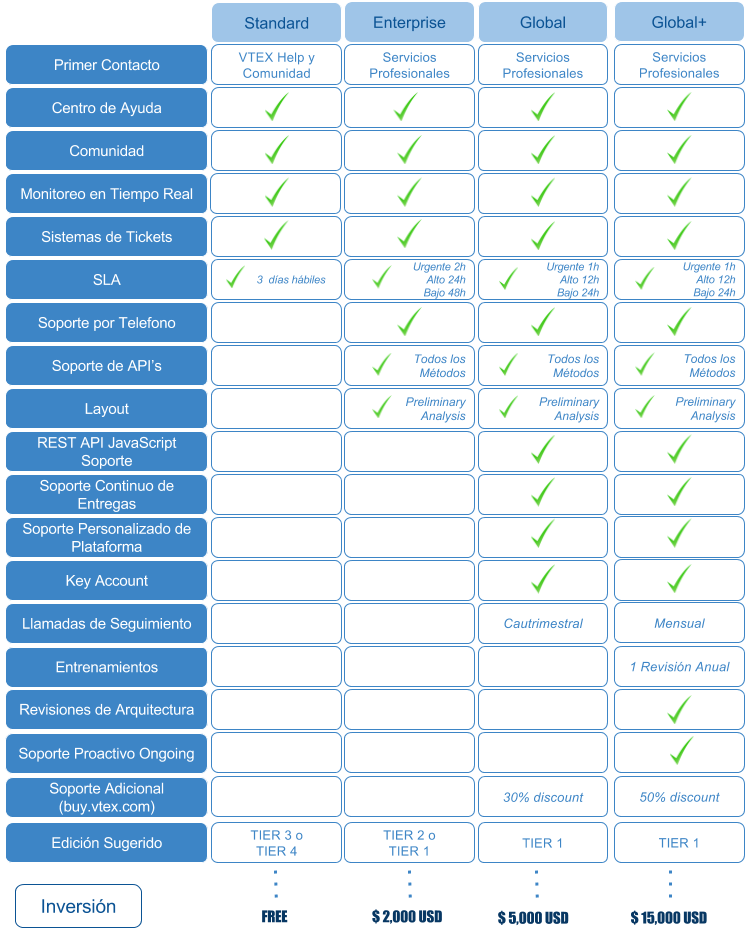 Standard Enterprise Global Global+
Primer Contacto
VTEX Help y
Comunidad
Servicios
Profesionales
Servicios
Profesionales
Servicios
Profesionales
Centro de Ayuda
Comunidad
Monitoreo en Tiempo Real
Sistemas de Tickets
SLA
3 días hábiles
Urgente 2h
Alto 24h
Bajo 48h
Urgente 1h
Alto 12h
Bajo 24h
Urgente 1h
Alto 12h
Bajo 24h
Soporte por Telefono
Soporte de API's
Todos los
Métodos
Todos los
Métodos
Todos los
Métodos
Layout
Preliminary
Analysis
Preliminary
Analysis
Preliminary
Analysis
REST API JavaScript
Soporte
Soporte Continuo de
Entregas
Soporte Personalizado de
Plataforma
Key Account
Llamadas de Seguimiento
Cautrimestral
Mensual
Entrenamientos
1 Revisión Anual
Revisiones de Arquitectura
Soporte Proactivo Ongoing
Soporte Adicional
(buy.vtex.com)
30% discount
50% discount
Edición Sugerido
TIER 3 o
TIER 4
TIER 2 o
TIER 1
TIER 1
TIER 1
Inversión
FREE
$ 2,000 USD
$ 5,000 USD
$ 15,000 USD